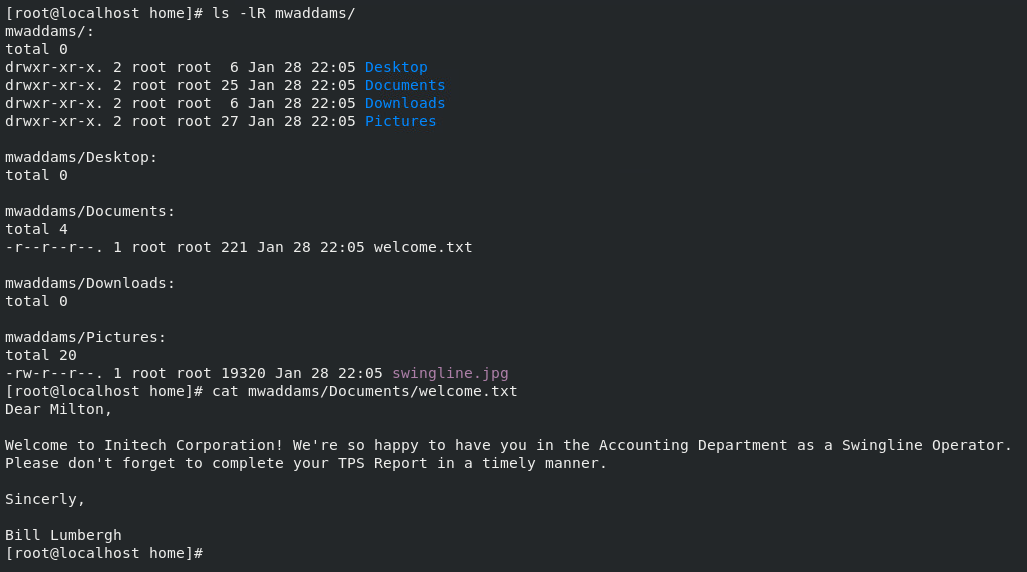 [root@localhost home]# ls -lR mwaddams/
mwaddams/:
total 0
drwxr-xr-x. 2 root root  6 Jan 28 22:05 Desktop
drwxr-xr-x. 2 root root 25 Jan 28 22:05 Documents
drwxr-xr-x. 2 root root  6 Jan 28 22:05 Downloads
drwxr-xr-x. 2 root root 27 Jan 28 22:05 Pictures

mwaddams/Desktop:
total 0

mwaddams/Documents:
total 4
-r--r--r--. 1 root root 221 Jan 28 22:05 welcome.txt

mwaddams/Downloads:
total 0

mwaddams/Pictures:
total 20
-rw-r--r--. 1 root root 19320 Jan 28 22:05 swingline.jpg
[root@localhost home]# cat mwaddams/Documents/welcome.txt
Dear Milton,

Welcome to Initech Corporation! We're so happy to have you in the Accounting Department as a Swingline Operator.
Please don't forget to complete your TPS Report in a timely manner.

Sincerly,

Bill Lumbergh
[root@localhost home]#